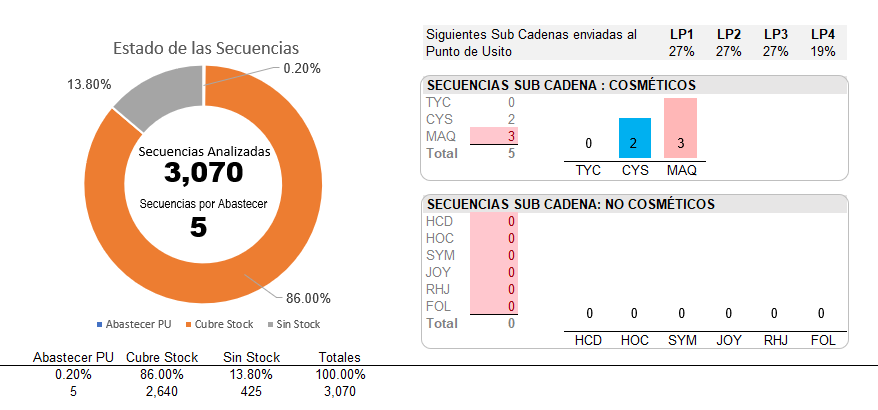 Estado de las Secuencias
0.20%
13.80%
Secuencias Analizadas
3,070
Secuencias por Abastecer
5
86.00%
Abastecer PU Cubre Stock Sin Stock
Abastecer PU Cubre Stock Sin Stock Totales
0.20% 86.00% 13.80% 100.00%
5 2,640 425 3,070
Siguientes Sub Cadenas enviadas al LP1 LP2 LP3 LP4
Punto de Usito 27% 27% 27% 19%
SECUENCIAS SUB CADENA : COSMÉTICOS
TYC 0
CYS 2
MAQ 3
Total 5
0 2 3
TYC CYS MAQ
SECUENCIAS SUB CADENA: NO COSMÉTICOS
HCD 0
HOC 0
SYM 0
JOY 0
RHJ 0
FOL 0
Total 0
0 0 0 0 0 0
HCD HOC SYM JOY RHJ FOL